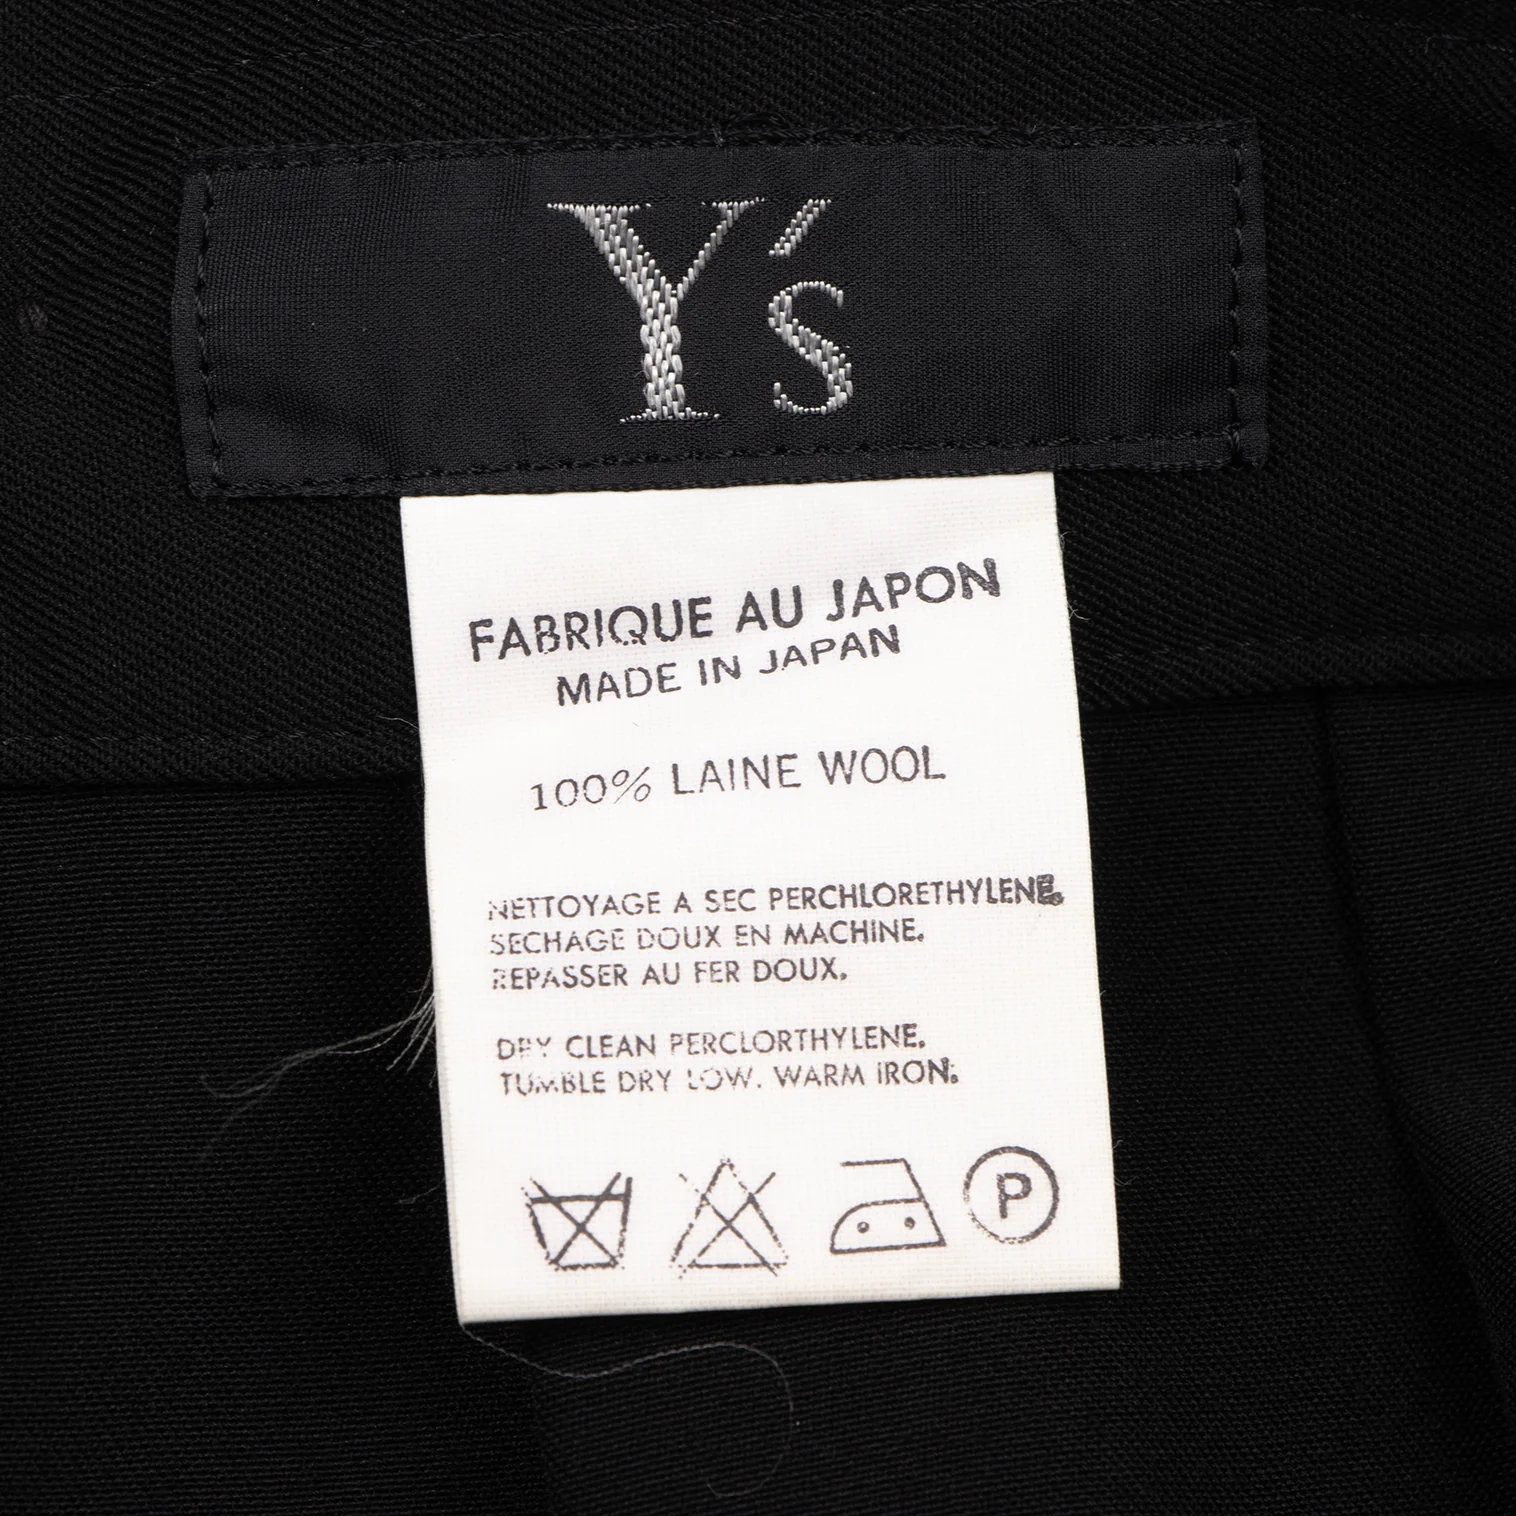 Y's
FABRIQUE AU JAPON
MADE IN JAPAN
100% LAINE WOOL
NETTOYAGE A SEC PERCHLORETHYLENE.
SECHAGE DOUX EN MACHINE.
REPASSER AU FER DOUX.
DRY CLEAN PERCLORTHYLENE.
TUMBLE DRY LOW. WARM IRON.
P